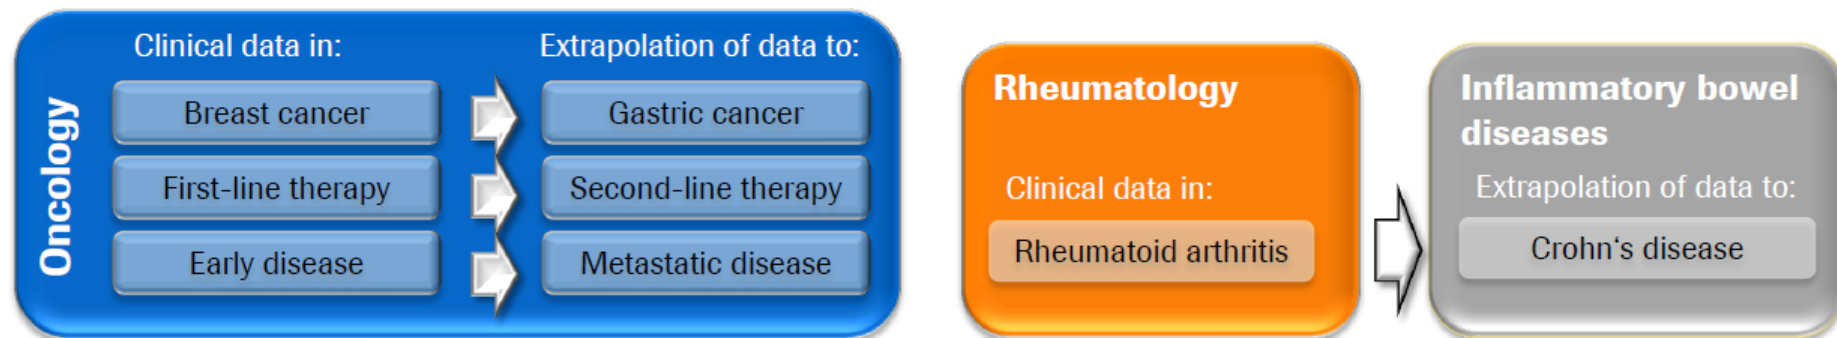 Oncology
Clinical data in:
Extrapolation of data to:
Breast cancer
Gastric cancer
First-line therapy
Second-line therapy
Early disease
Metastatic disease
Rheumatology
Clinical data in:
Rheumatoid arthritis
Inflammatory bowel
diseases
Extrapolation of data to:
Crohn‘s disease